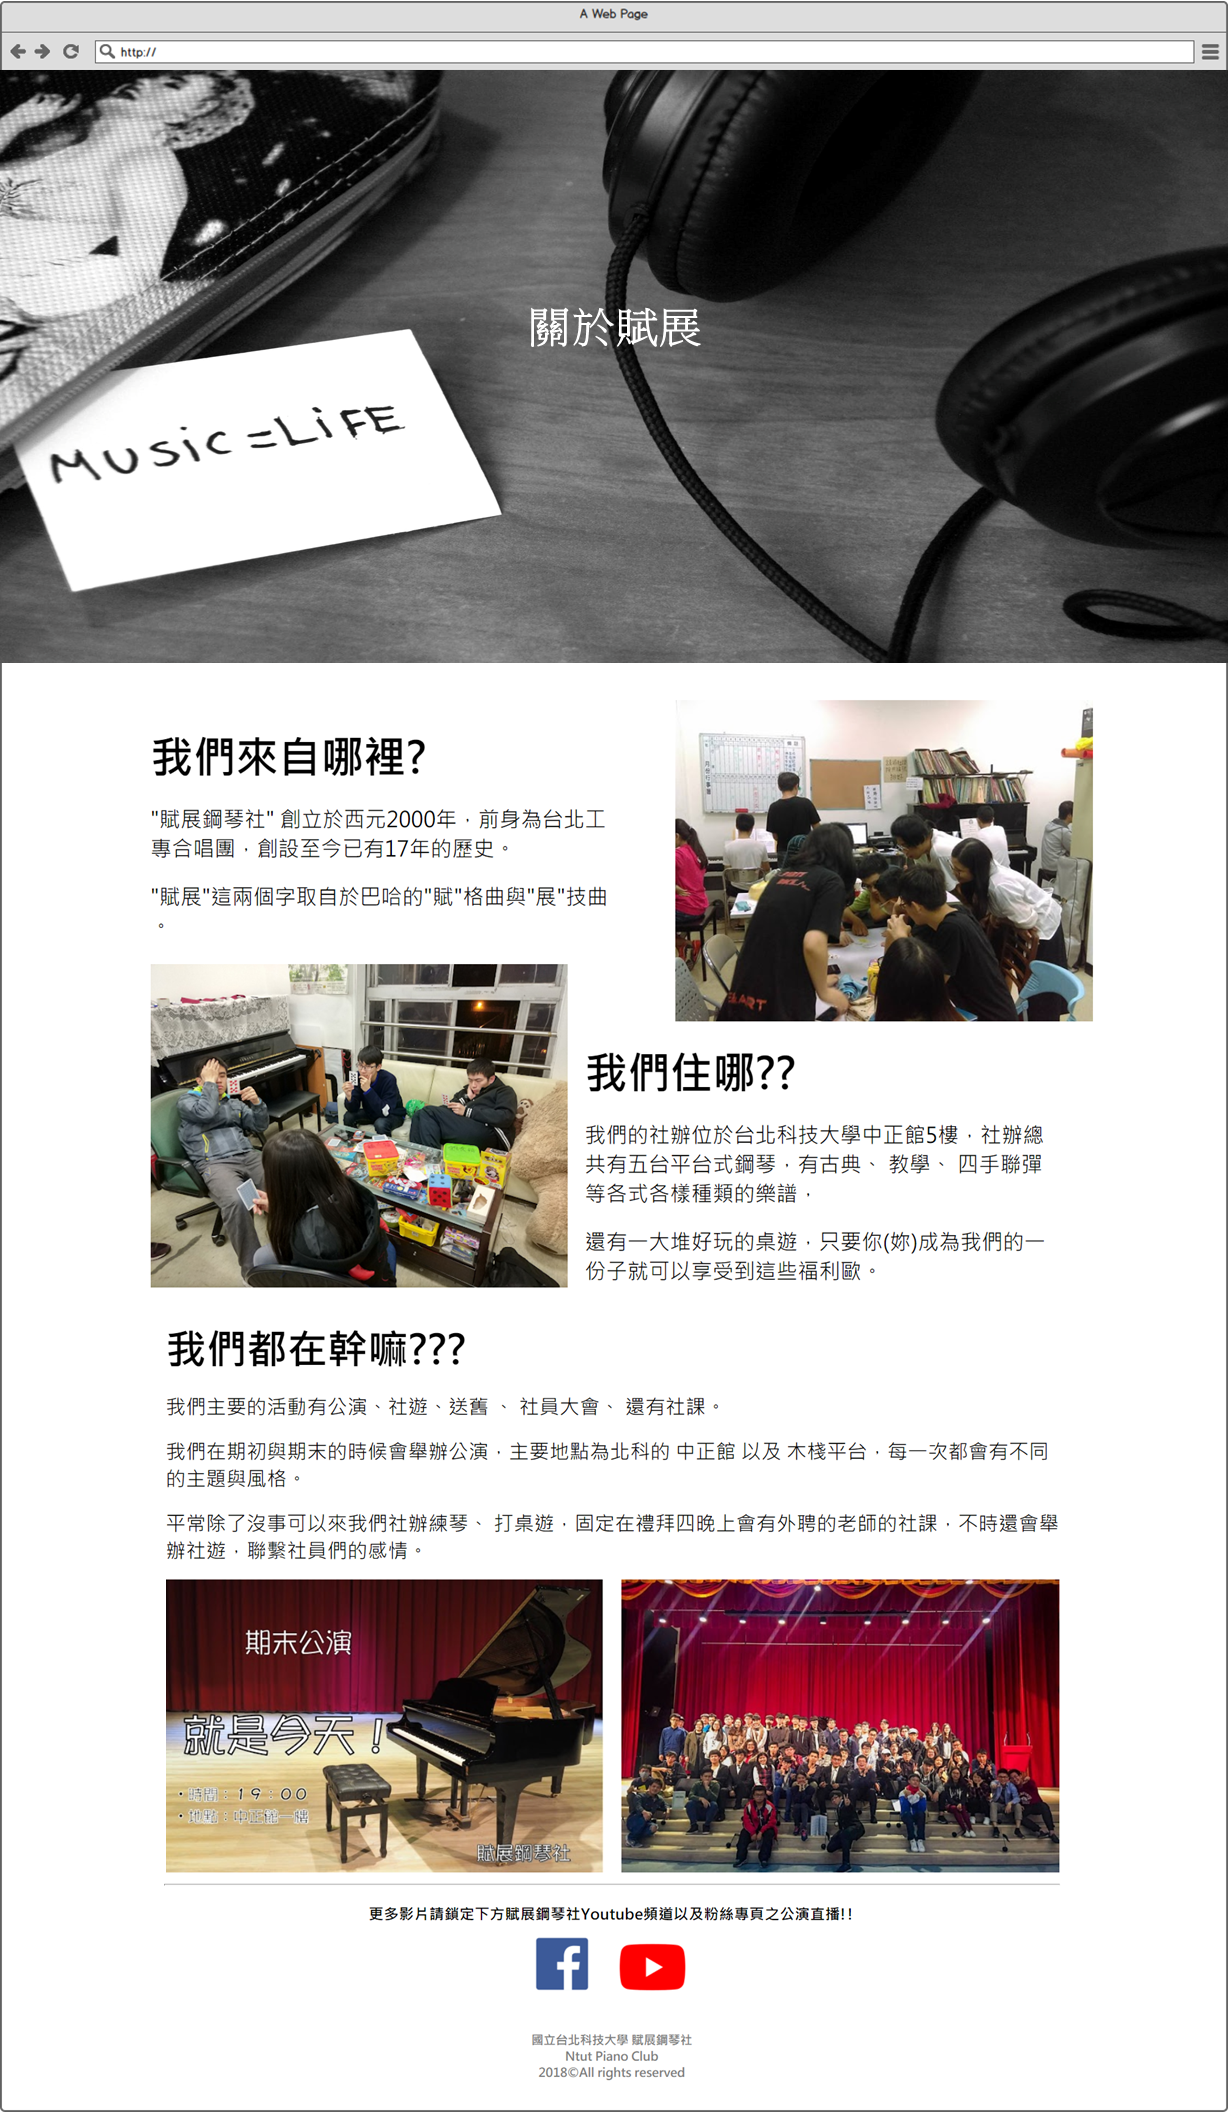 A Web Page
http://
關於賦展
MUSIC=LiFE
我們來自哪裡?
"賦展鋼琴社" 創立於西元2000年，前身為台北工
專合唱團，創設至今已有17年的歷史。
"賦展"這兩個字取自於巴哈的"賦"格曲與"展"技曲
。
我們住哪??
我們的社辦位於台北科技大學中正館5樓，社辦總
共有五台平台式鋼琴，有古典、 教學、 四手聯彈
等各式各樣種類的樂譜，
還有一大堆好玩的桌遊，只要你(妳)成為我們的一
份子就可以享受到這些福利歐。
我們都在幹嘛???
我們主要的活動有公演、社遊、送舊 、 社員大會、 還有社課。
我們在期初與期末的時候會舉辦公演，主要地點為北科的 中正館 以及 木棧平台，每一次都會有不同
的主題與風格。
平常除了沒事可以來我們社辦練琴、 打桌遊，固定在禮拜四晚上會有外聘的老師的社課，不時還會舉
辦社遊，聯繫社員們的感情。
期末公演
就是今天！
・時間：19：00
・地點：中正館一樓
賦展鋼琴社
更多影片請鎖定下方賦展鋼琴社Youtube頻道以及粉絲專頁之公演直播!!
國立台北科技大學 賦展鋼琴社
Ntut Piano Club
2018©All rights reserved